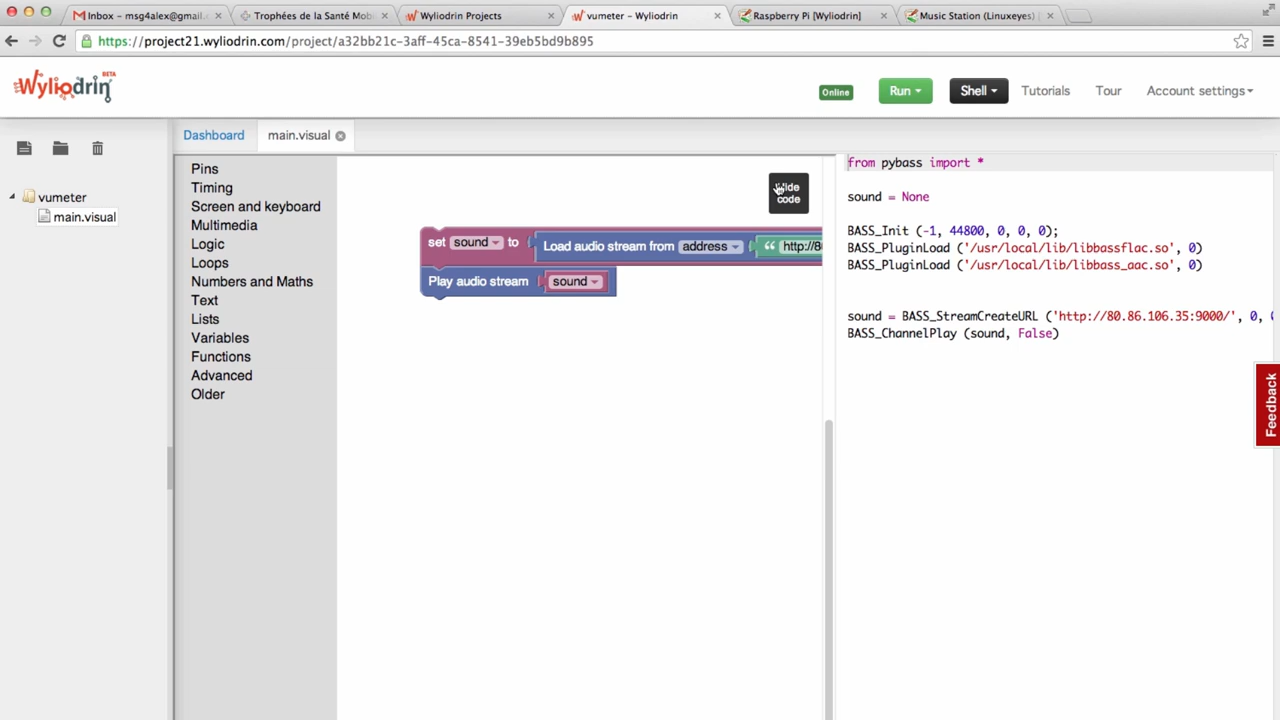 Inbox – msg4alex@gmail.
Trophées de la Santé Mob
Wyliodrin Projects
vumeter – Wyliodrin
Raspberry Pi [Wyliodrin]
Music Station (Linuxeyes)
https://project21.wyliodrin.com/project/a32bb21c-3aff-45ca-8541-39eb5bd9b895
Wyliodrin BETA
Online
Run
Shell
Tutorials
Tour
Account settings
Dashboard
main.visual
vumeter
main.visual
Pins
Timing
Screen and keyboard
Multimedia
Logic
Loops
Numbers and Maths
Text
Lists
Variables
Functions
Advanced
Older
Hide
code
set sound to Load audio stream from address “ http://8
Play audio stream sound
from pybass import *
sound = None
BASS_Init (-1, 44800, 0, 0, 0);
BASS_PluginLoad ('/usr/local/lib/libbassflac.so', 0)
BASS_PluginLoad ('/usr/local/lib/libbass_aac.so', 0)
sound = BASS_StreamCreateURL ('http://80.86.106.35:9000/', 0, 0
BASS_ChannelPlay (sound, False)
Feedback